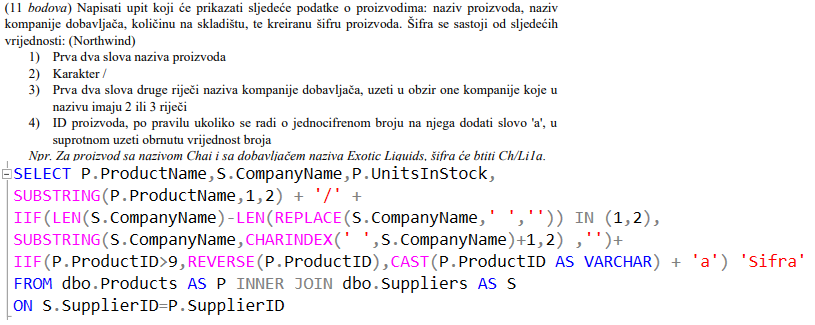 (11 bodova) Napisati upit koji će prikazati sljedeće podatke o proizvodima: naziv proizvoda, naziv
kompanije dobavljača, količinu na skladištu, te kreiranu šifru proizvoda. Šifra se sastoji od sljedećih
vrijednosti: (Northwind)
1) Prva dva slova naziva proizvoda
2) Karakter /
3) Prva dva slova druge riječi naziva kompanije dobavljača, uzeti u obzir one kompanije koje u
nazivu imaju 2 ili 3 riječi
4) ID proizvoda, po pravilu ukoliko se radi o jednocifrenom broju na njega dodati slovo 'a', u
suprotnom uzeti obrnutu vrijednost broja
Npr. Za proizvod sa nazivom Chai i sa dobavljačem naziva Exotic Liquids, šifra će btiti Ch/Li1a.
SELECT P.ProductName,S.CompanyName,P.UnitsInStock,
SUBSTRING(P.ProductName,1,2) + '/' +
IIF(LEN(S.CompanyName)-LEN(REPLACE(S.CompanyName,' ','')) IN (1,2),
SUBSTRING(S.CompanyName,CHARINDEX(' ',S.CompanyName)+1,2) ,'')+
IIF(P.ProductID>9,REVERSE(P.ProductID),CAST(P.ProductID AS VARCHAR) + 'a') 'Sifra'
FROM dbo.Products AS P INNER JOIN dbo.Suppliers AS S
ON S.SupplierID=P.SupplierID